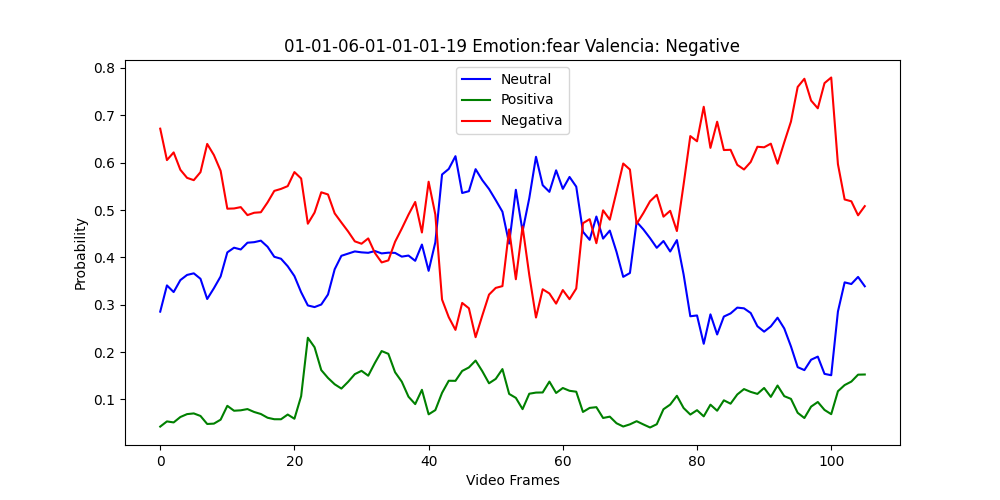 01-01-06-01-01-01-19 Emotion:fear Valencia: Negative
Neutral
Positiva
Negativa
Probability
0.8
0.7
0.6
0.5
0.4
0.3
0.2
0.1
0 20 40 60 80 100
Video Frames